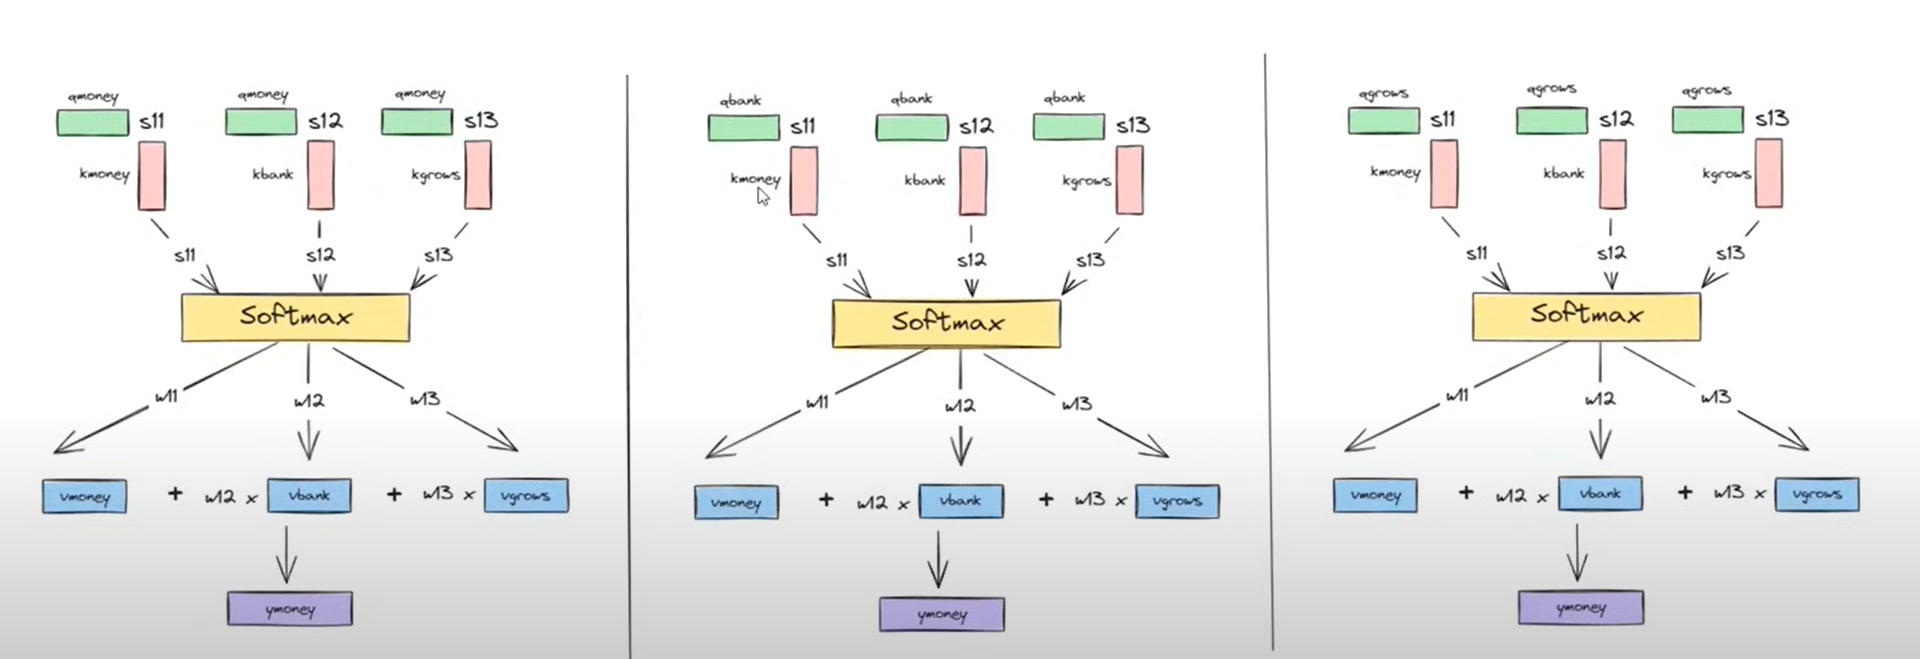 qmoney qmoney qmoney
s11 s12 s13
kmoney kbank kgrows
s11 s12 s13
Softmax
w11 w12 w13
vmoney + w12 x vbank + w13 x vgrows
ymoney
qbank qbank qbank
s11 s12 s13
kmoney kbank kgrows
s11 s12 s13
Softmax
w11 w12 w13
vmoney + w12 x vbank + w13 x vgrows
ymoney
qgrows qgrows qgrows
s11 s12 s13
kmoney kbank kgrows
s11 s12 s13
Softmax
w11 w12 w13
vmoney + w12 x vbank + w13 x vgrows
ymoney